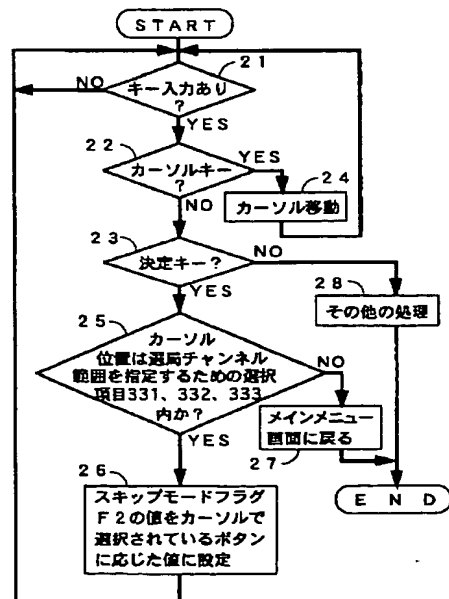 START
21
NO
キー入力あり
?
YES
22
カーソルキー
?
YES
24
カーソル移動
NO
23
決定キー?
NO
YES
28
その他の処理
25
カーソル
位置は選局チャンネル
範囲を指定するための選択
項目331、332、333
内か?
NO
YES
メインメニュー
画面に戻る
27
END
26
スキップモードフラグ
F2の値をカーソルで
選択されているボタン
に応じた値に設定